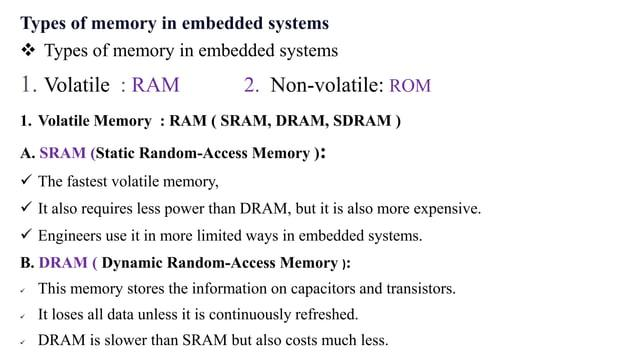 Types of memory in embedded systems
❖ Types of memory in embedded systems
1. Volatile : RAM 2. Non-volatile: ROM
1. Volatile Memory : RAM ( SRAM, DRAM, SDRAM )
A. SRAM (Static Random-Access Memory ):
✓ The fastest volatile memory,
✓ It also requires less power than DRAM, but it is also more expensive.
✓ Engineers use it in more limited ways in embedded systems.
B. DRAM ( Dynamic Random-Access Memory ):
✓ This memory stores the information on capacitors and transistors.
✓ It loses all data unless it is continuously refreshed.
✓ DRAM is slower than SRAM but also costs much less.